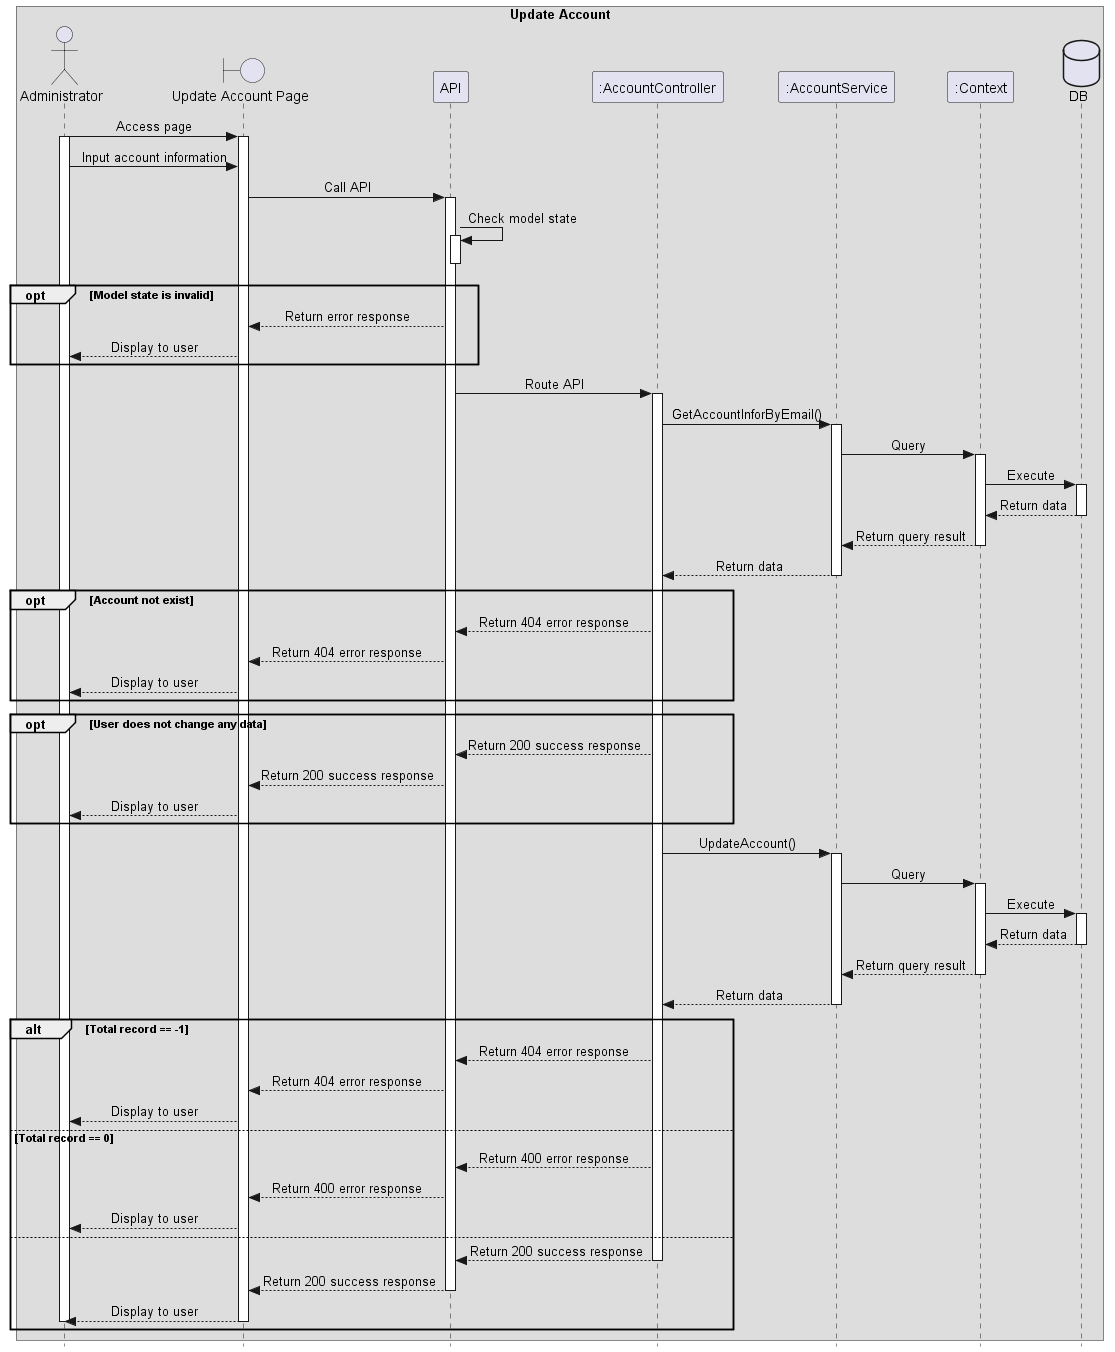 Update Account
Administrator
Update Account Page
API
:AccountController
:AccountService
:Context
DB
Access page
Input account information
Call API
Check model state
opt
[Model state is invalid]
Return error response
Display to user
Route API
GetAccountInforByEmail()
Query
Execute
Return data
Return query result
Return data
opt
[Account not exist]
Return 404 error response
Return 404 error response
Display to user
opt
[User does not change any data]
Return 200 success response
Return 200 success response
Display to user
UpdateAccount()
Query
Execute
Return data
Return query result
Return data
alt
[Total record == -1]
Return 404 error response
Return 404 error response
Display to user
[Total record == 0]
Return 400 error response
Return 400 error response
Display to user
Return 200 success response
Return 200 success response
Display to user